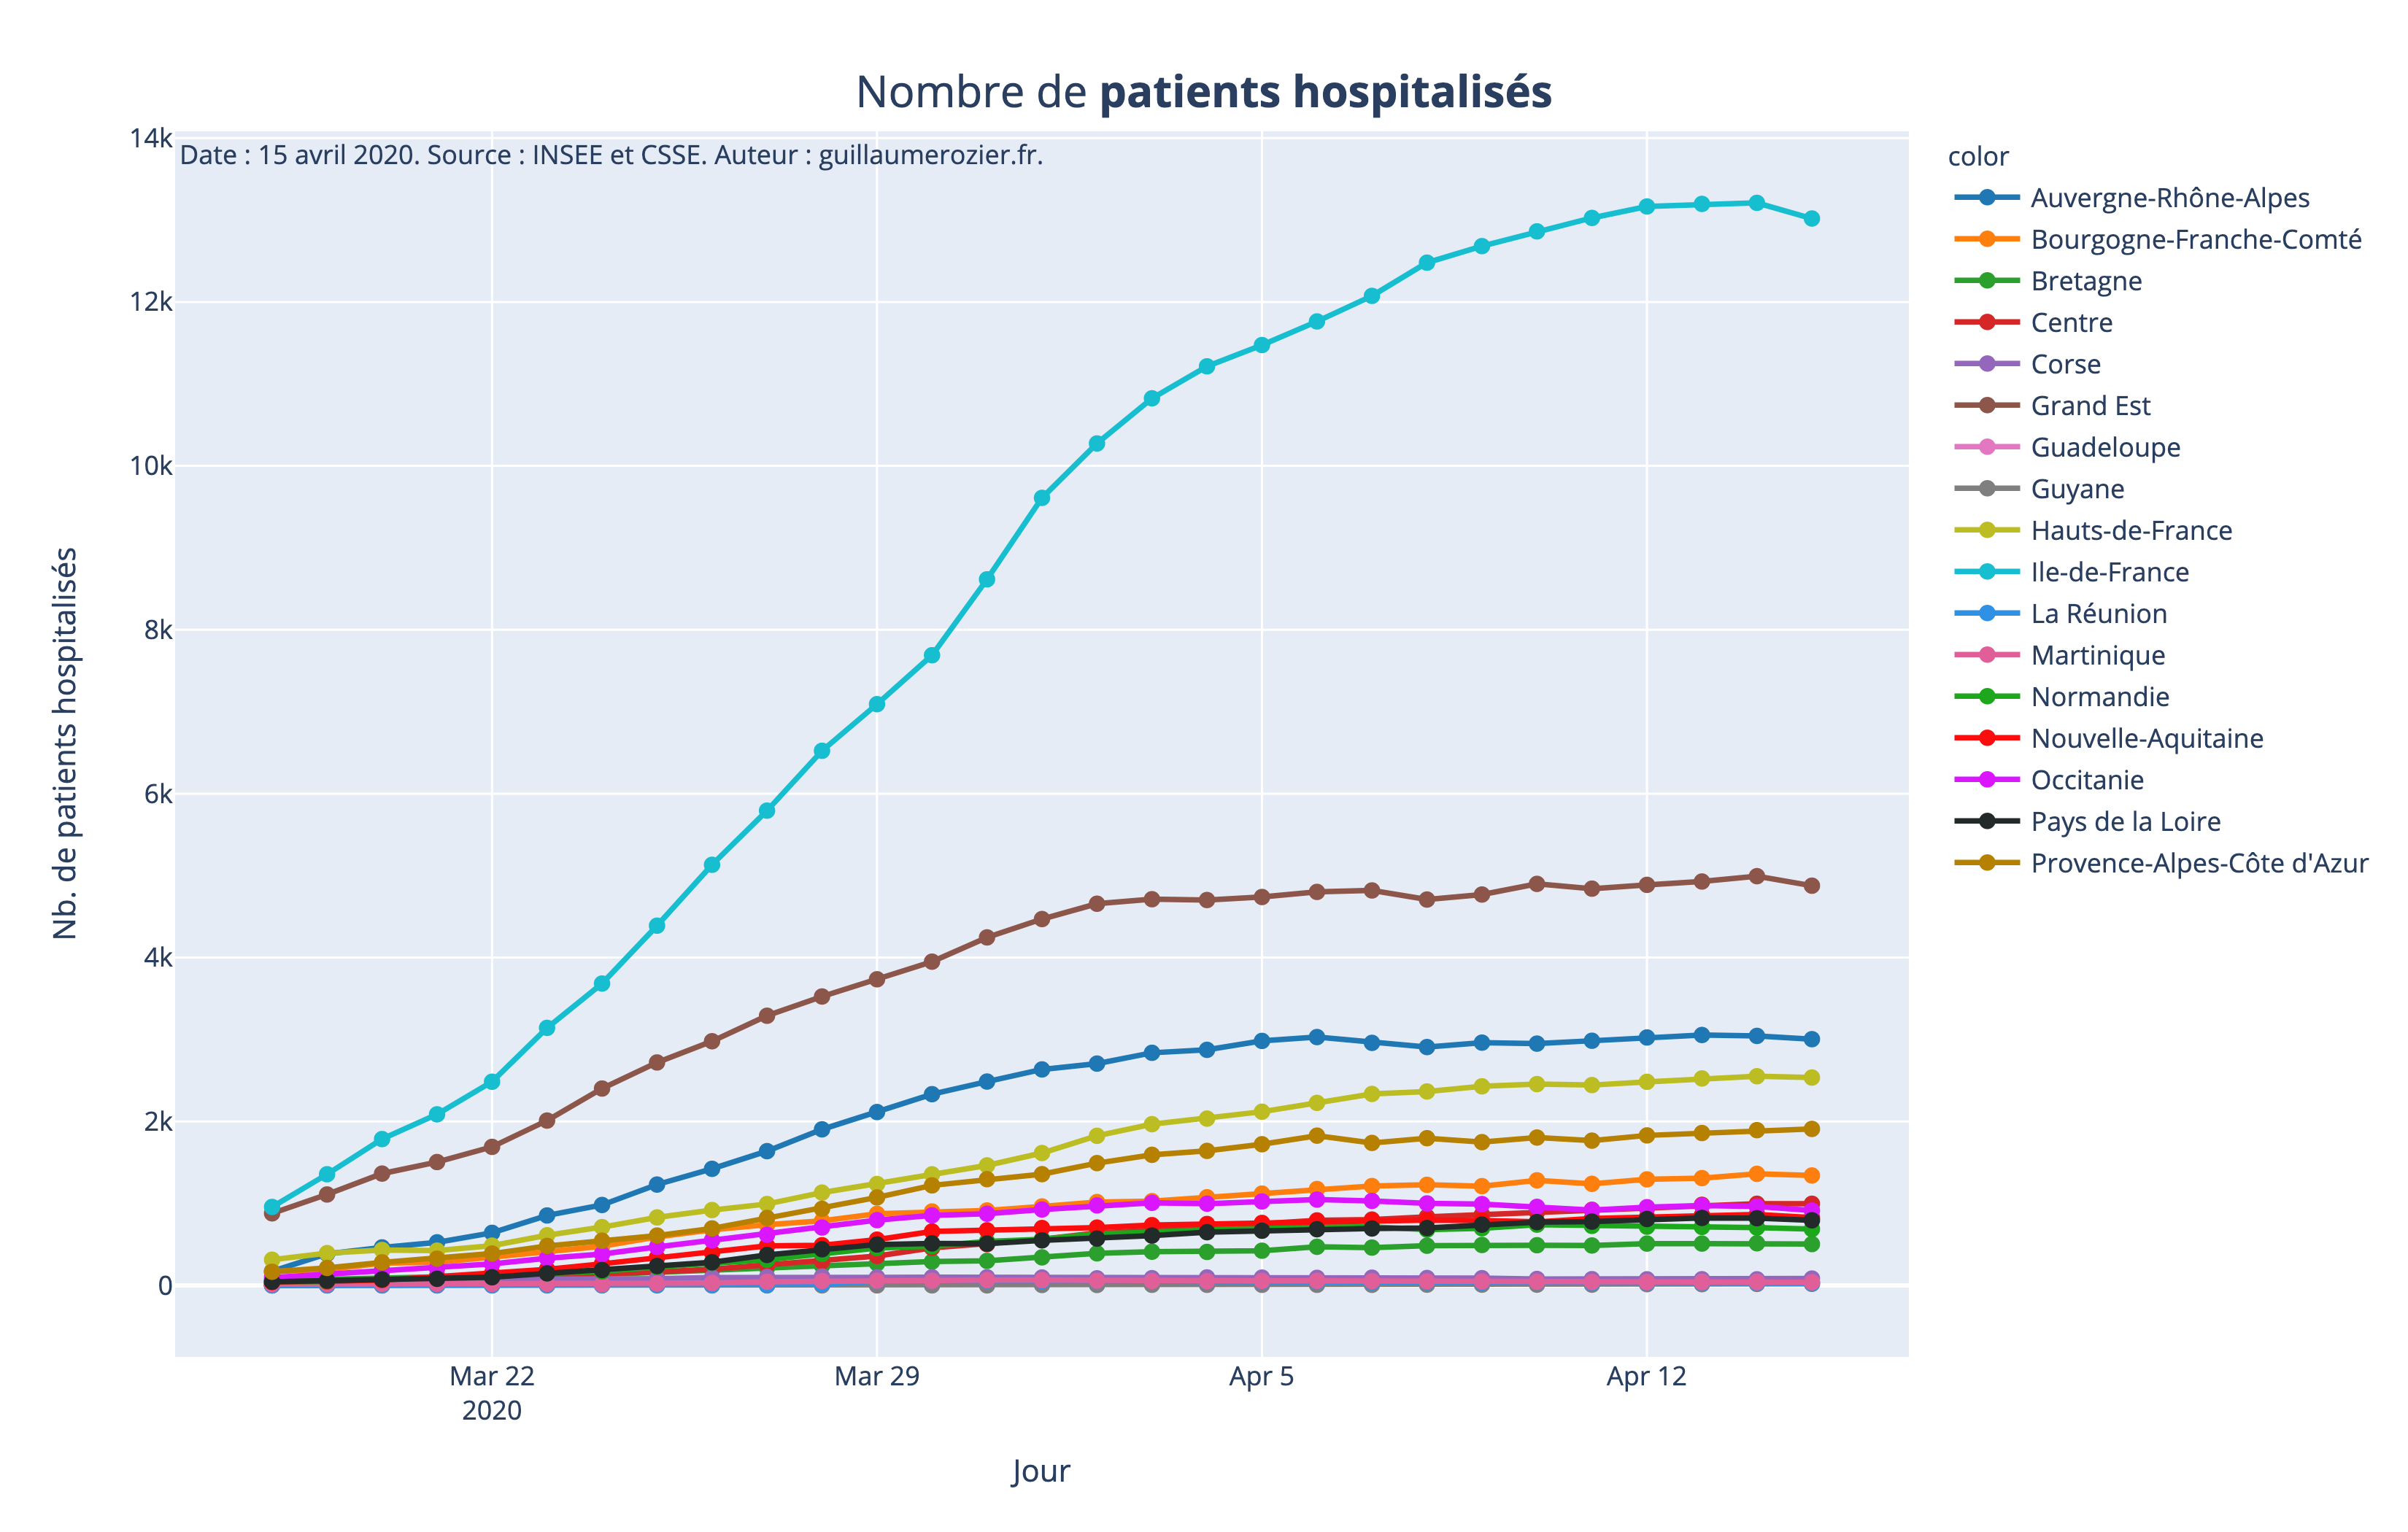 Nombre de patients hospitalisés
Date : 15 avril 2020. Source : INSEE et CSSE. Auteur : guillaumerozier.fr.
14k
12k
10k
8k
6k
4k
2k
0
Nb. de patients hospitalisés
Mar 22
2020
Mar 29
Apr 5
Apr 12
Jour
color
Auvergne-Rhône-Alpes
Bourgogne-Franche-Comté
Bretagne
Centre
Corse
Grand Est
Guadeloupe
Guyane
Hauts-de-France
Ile-de-France
La Réunion
Martinique
Normandie
Nouvelle-Aquitaine
Occitanie
Pays de la Loire
Provence-Alpes-Côte d'Azur